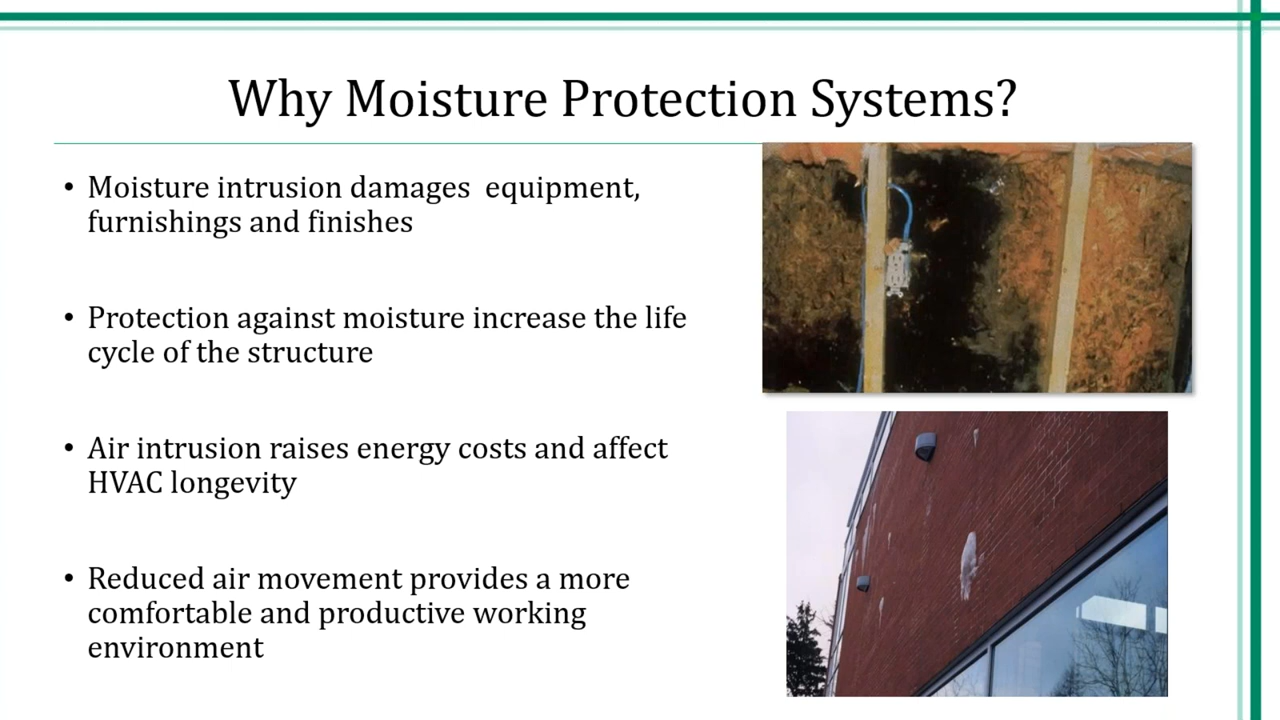 Why Moisture Protection Systems?
• Moisture intrusion damages  equipment,
furnishings and finishes
• Protection against moisture increase the life
cycle of the structure
• Air intrusion raises energy costs and affect
HVAC longevity
• Reduced air movement provides a more
comfortable and productive working
environment